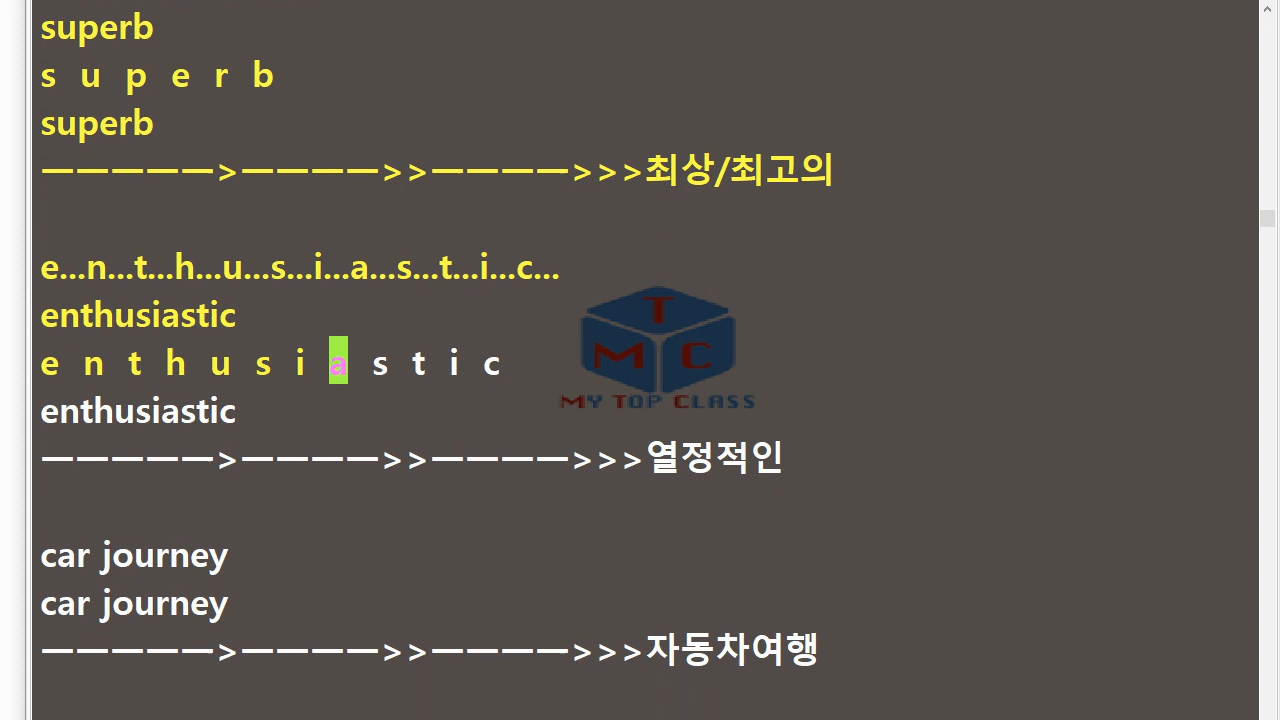 superb
s u p e r b
superb
—————>————>>————>>>최상/최고의
e...n...t...h...u...s...i...a...s...t...i...c...
enthusiastic
e n t h u s i a s t i c
enthusiastic
—————>————>>————>>>열정적인
car journey
car journey
—————>————>>————>>>자동차여행
T
M C
MY TOP CLASS